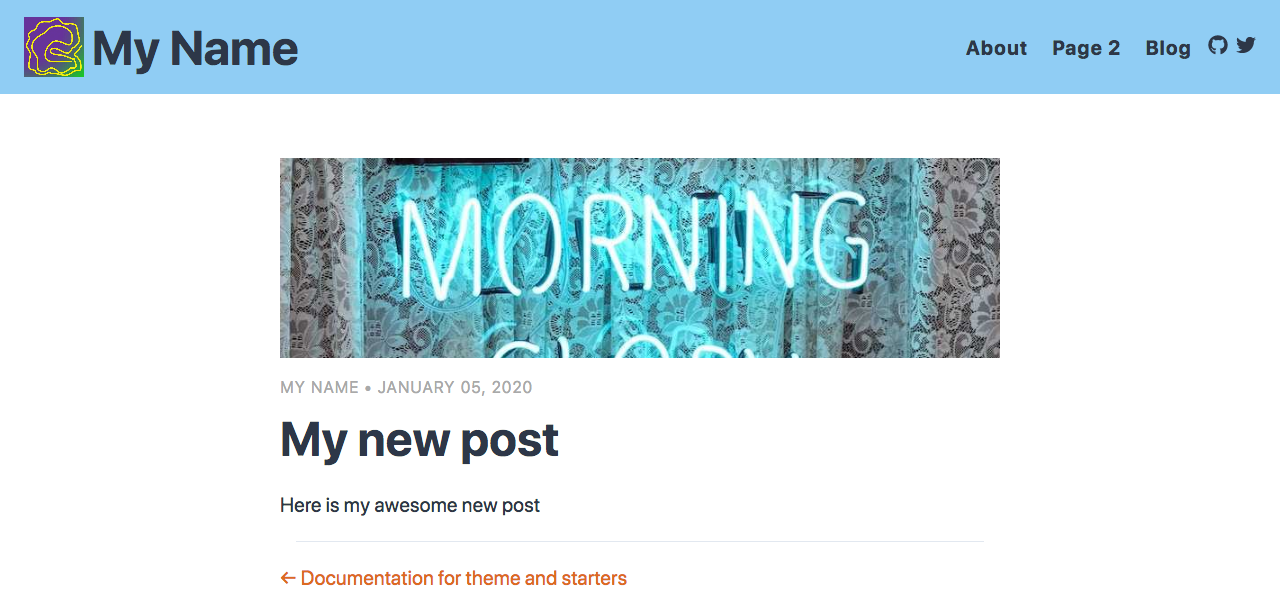 My Name
About Page 2 Blog
MORNING
MY NAME • JANUARY 05, 2020
My new post
Here is my awesome new post
← Documentation for theme and starters